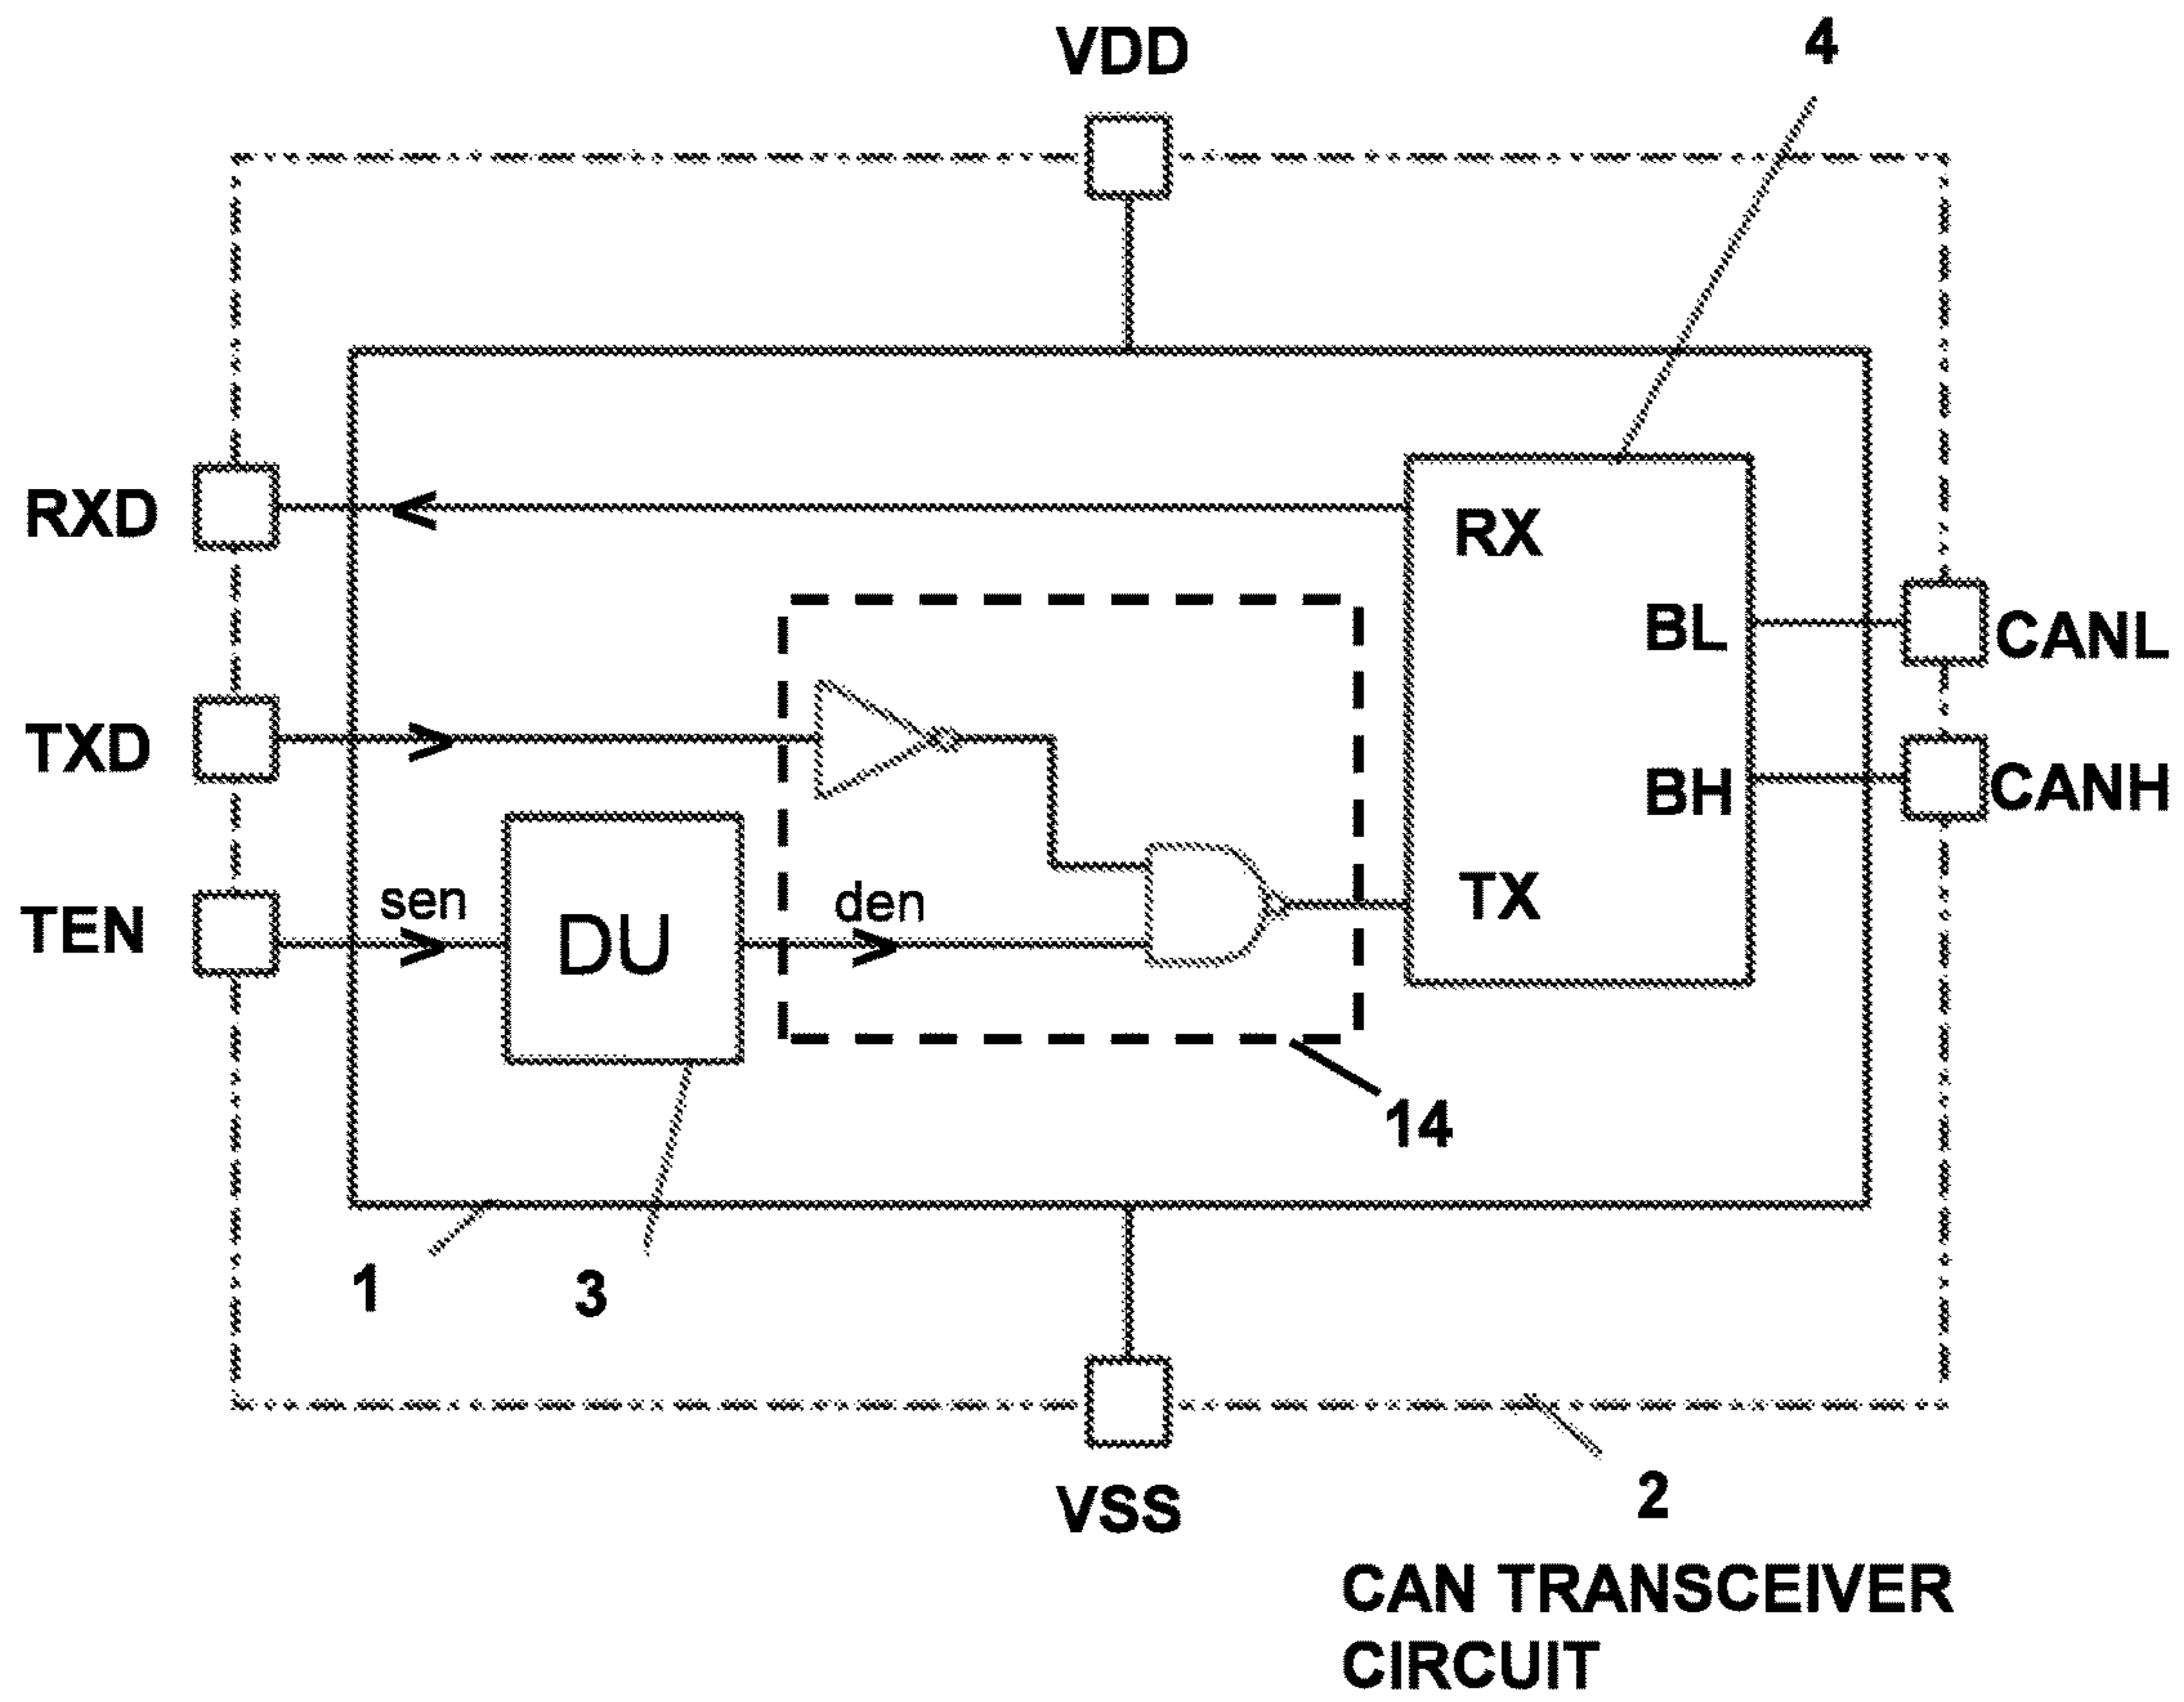 VDD
4
RXD
RX
BL
CANL
TXD
BH
CANH
TEN
sen
DU
den
TX
14
1
3
VSS
2
CAN TRANSCEIVER
CIRCUIT